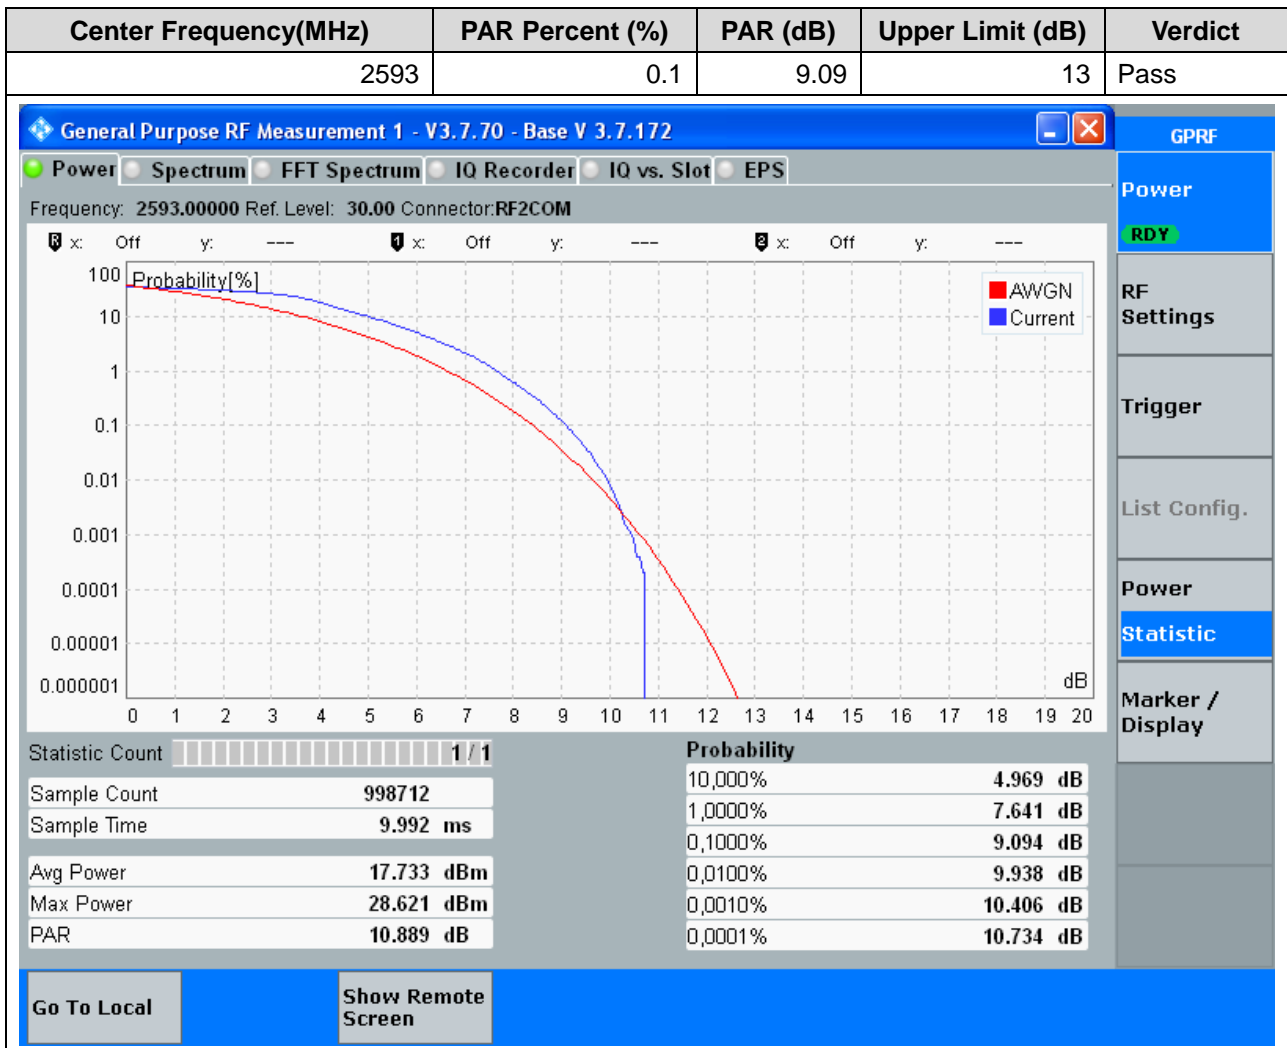 Center Frequency(MHz) PAR Percent (%) PAR (dB) Upper Limit (dB) Verdict
2593 0.1 9.09 13 Pass
General Purpose RF Measurement 1 - V3.7.70 - Base V 3.7.172
GPRF
Power Spectrum FFT Spectrum IQ Recorder IQ vs. Slot EPS
Power
RDY
Frequency: 2593.00000 Ref. Level: 30.00 Connector:RF2COM
R x: Off y: --- 1 x: Off y: --- 2 x: Off y: ---
Probability[%]
100
10
1
0.1
0.01
0.001
0.0001
0.00001
0.000001
AWGN
Current
dB
0 1 2 3 4 5 6 7 8 9 10 11 12 13 14 15 16 17 18 19 20
RF
Settings
Trigger
List Config.
Power
Statistic
Marker /
Display
Statistic Count 1 / 1
Sample Count 998712
Sample Time 9.992 ms
Avg Power 17.733 dBm
Max Power 28.621 dBm
PAR 10.889 dB
Probability
10,000% 4.969 dB
1,0000% 7.641 dB
0,1000% 9.094 dB
0,0100% 9.938 dB
0,0010% 10.406 dB
0,0001% 10.734 dB
Go To Local
Show Remote
Screen